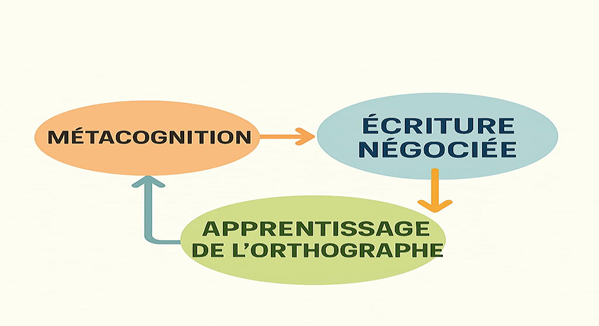 MÉTACOGNITION
ÉCRITURE
NÉGOCIÉE
APPRENTISSAGE
DE L'ORTHOGRAPHE